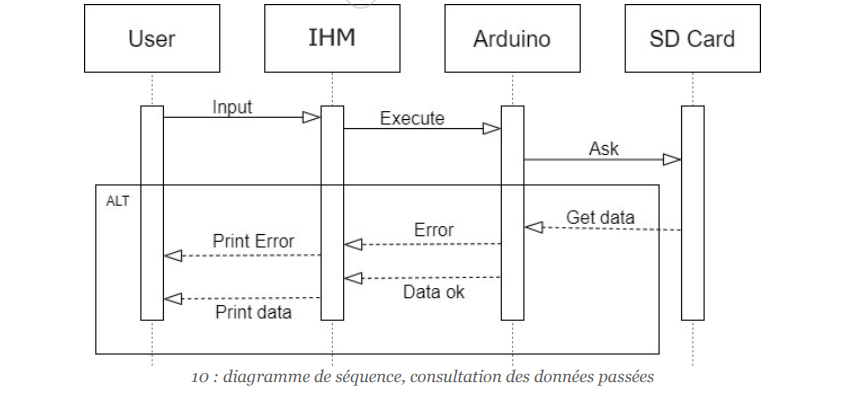 User
IHM
Arduino
SD Card
Input
Execute
Ask
ALT
Get data
Error
Print Error
Data ok
Print data
10 : diagramme de séquence, consultation des données passées